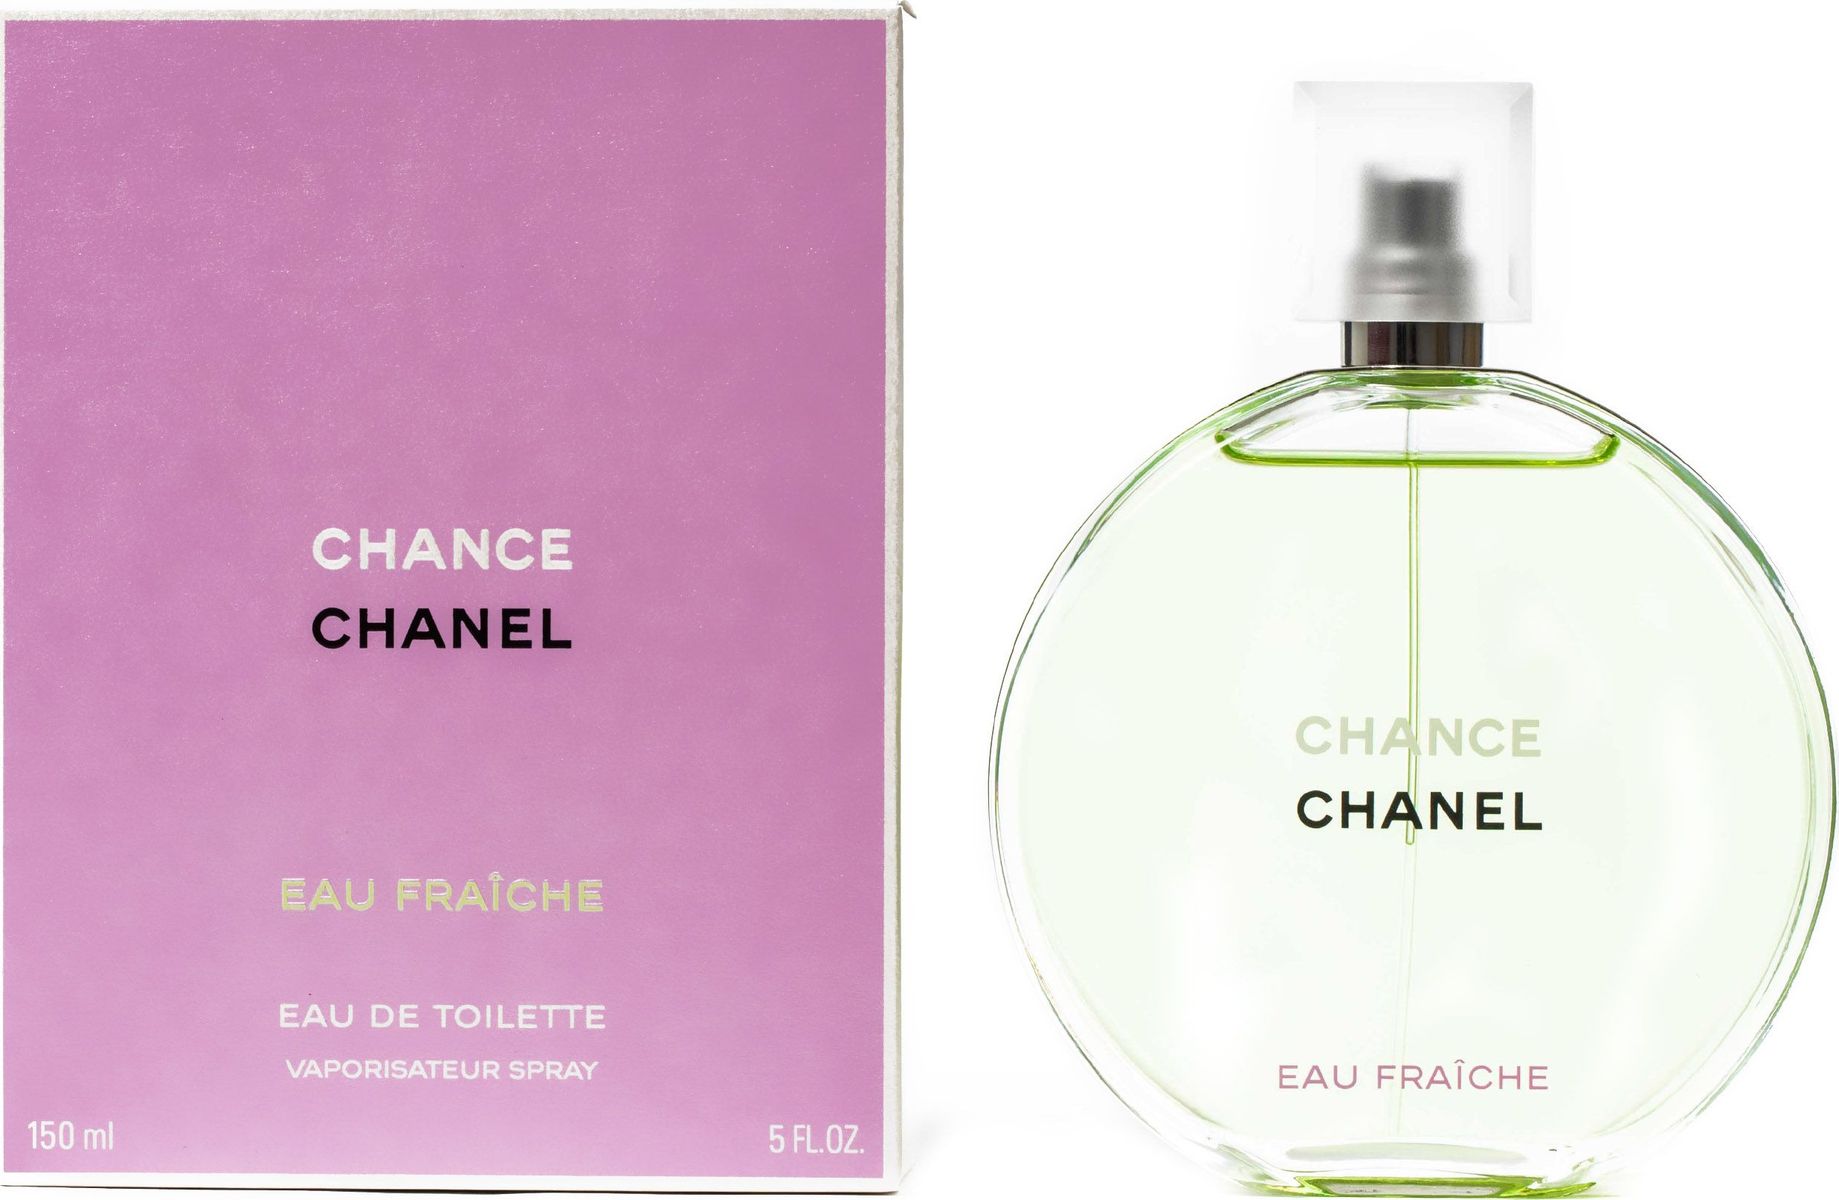 CHANCE
CHANEL
EAU FRAÎCHE
EAU DE TOILETTE
VAPORISATEUR SPRAY
150 ml
5 FL.OZ.
CHANCE
CHANEL
EAU FRAÎCHE